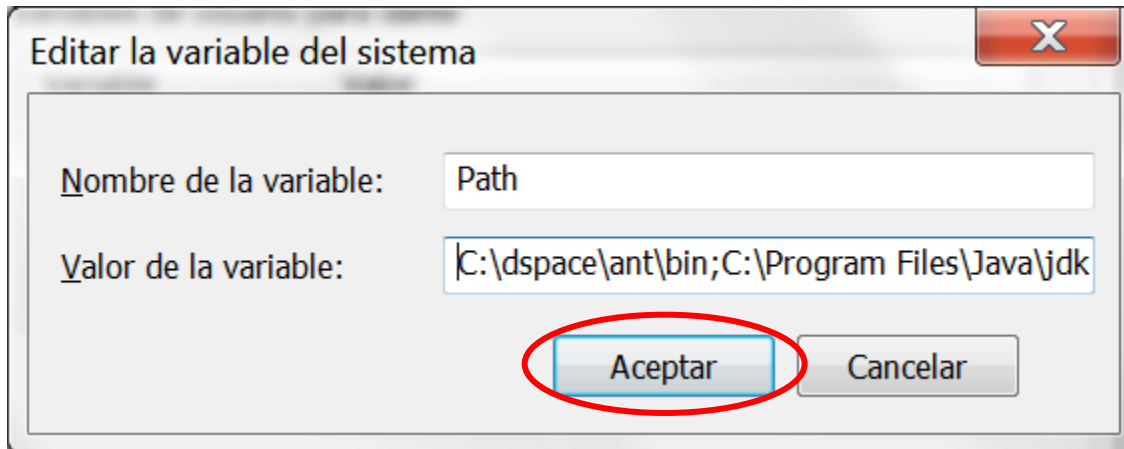 Editar la variable del sistema
Nombre de la variable:
Path
Valor de la variable:
C:\dspace\ant\bin;C:\Program Files\Java\jdk
Aceptar
Cancelar